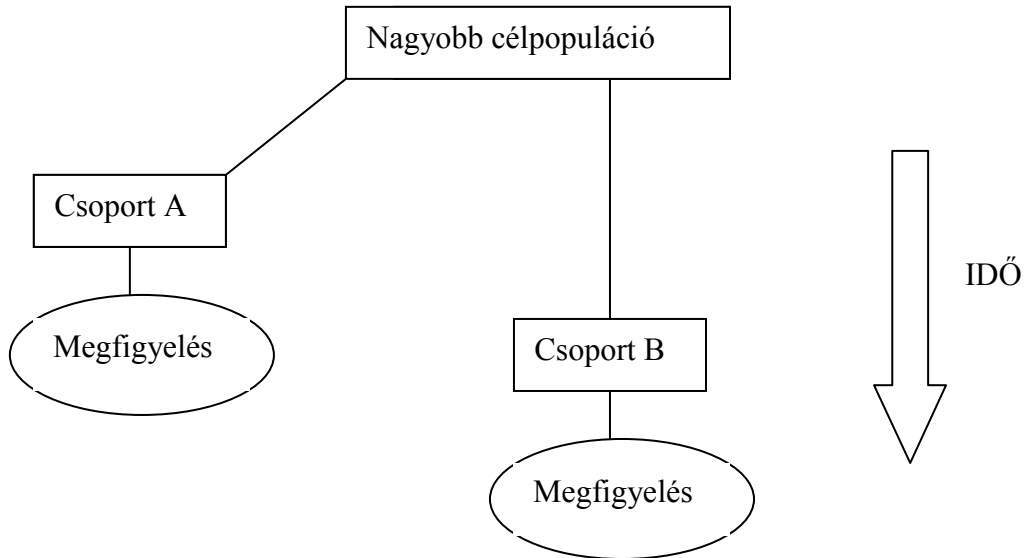 Nagyobb célpopuláció
Csoport A
IDŐ
Megfigyelés
Csoport B
Megfigyelés